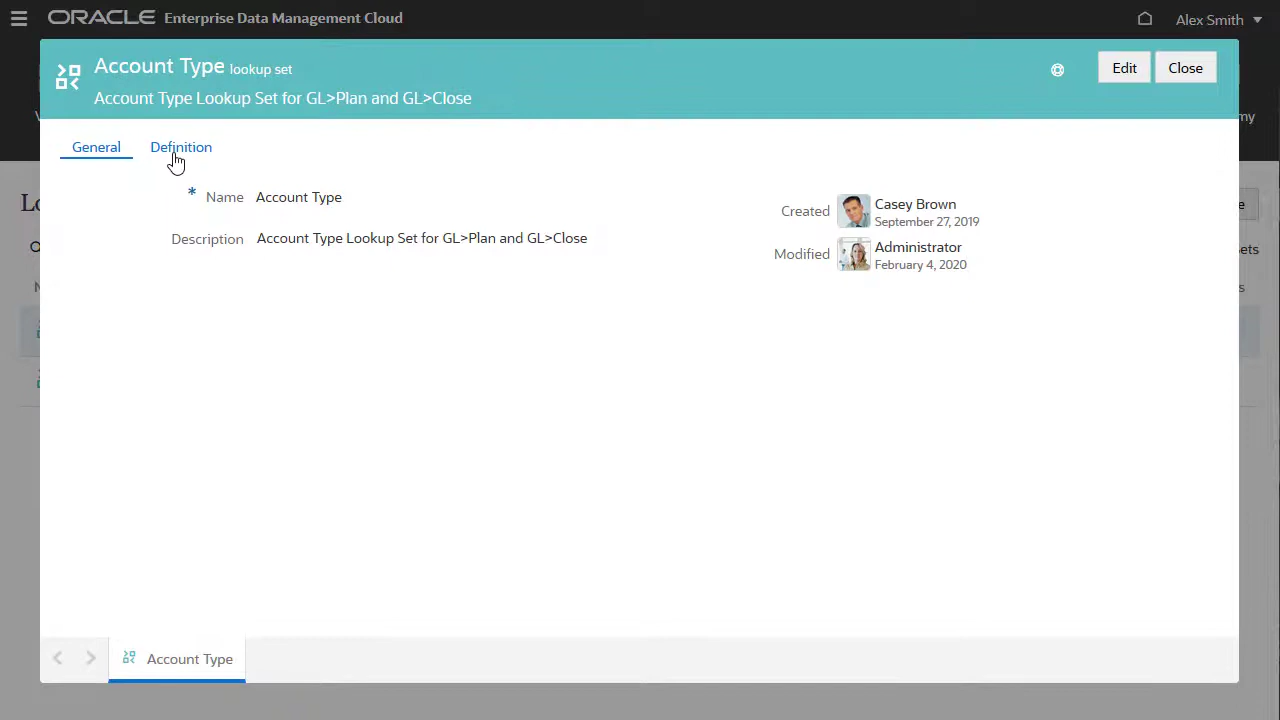 ORACLE Enterprise Data Management Cloud
Alex Smith
Account Type lookup set
Account Type Lookup Set for GL>Plan and GL>Close
Edit
Close
General
Definition
* Name Account Type
Description Account Type Lookup Set for GL>Plan and GL>Close
Created Casey Brown
September 27, 2019
Modified Administrator
February 4, 2020
Account Type